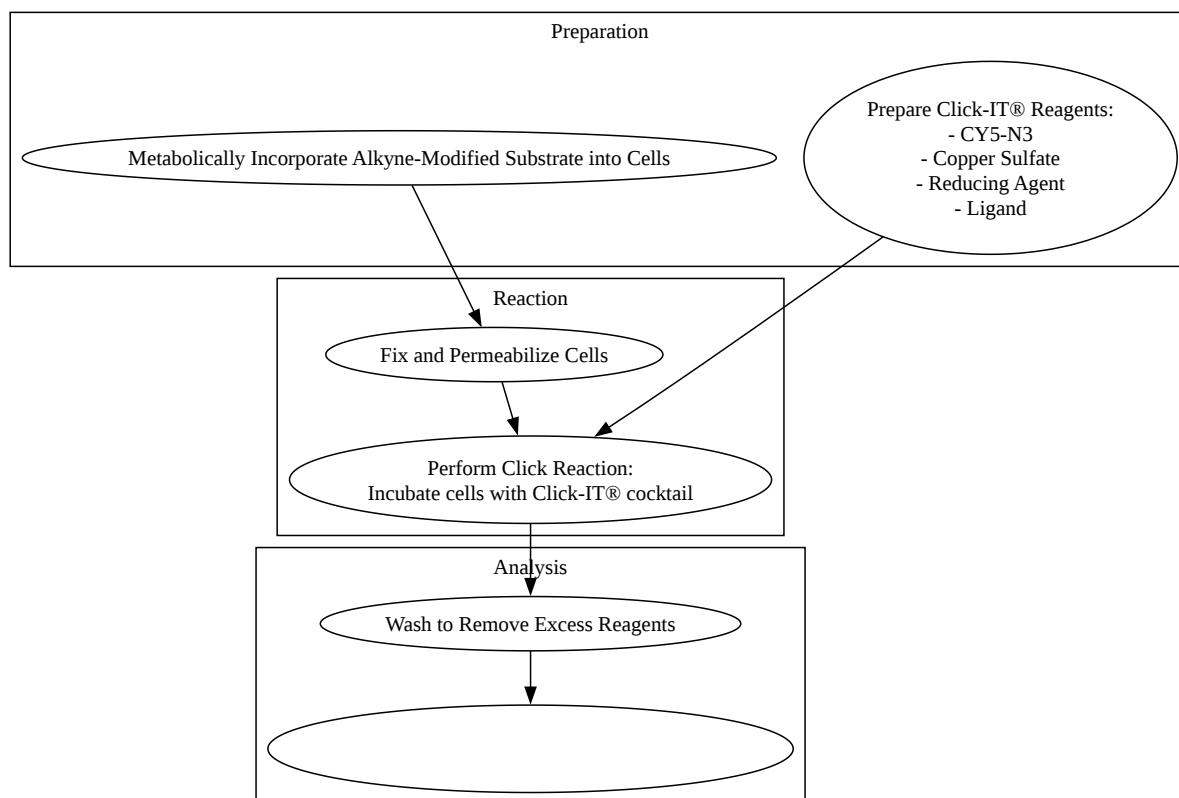 Preparation
Metabolically Incorporate Alkyne-Modified Substrate into Cells
Prepare Click-IT® Reagents:
- CY5-N3
- Copper Sulfate
- Reducing Agent
- Ligand
Reaction
Fix and Permeabilize Cells
Perform Click Reaction:
Incubate cells with Click-IT® cocktail
Analysis
Wash to Remove Excess Reagents